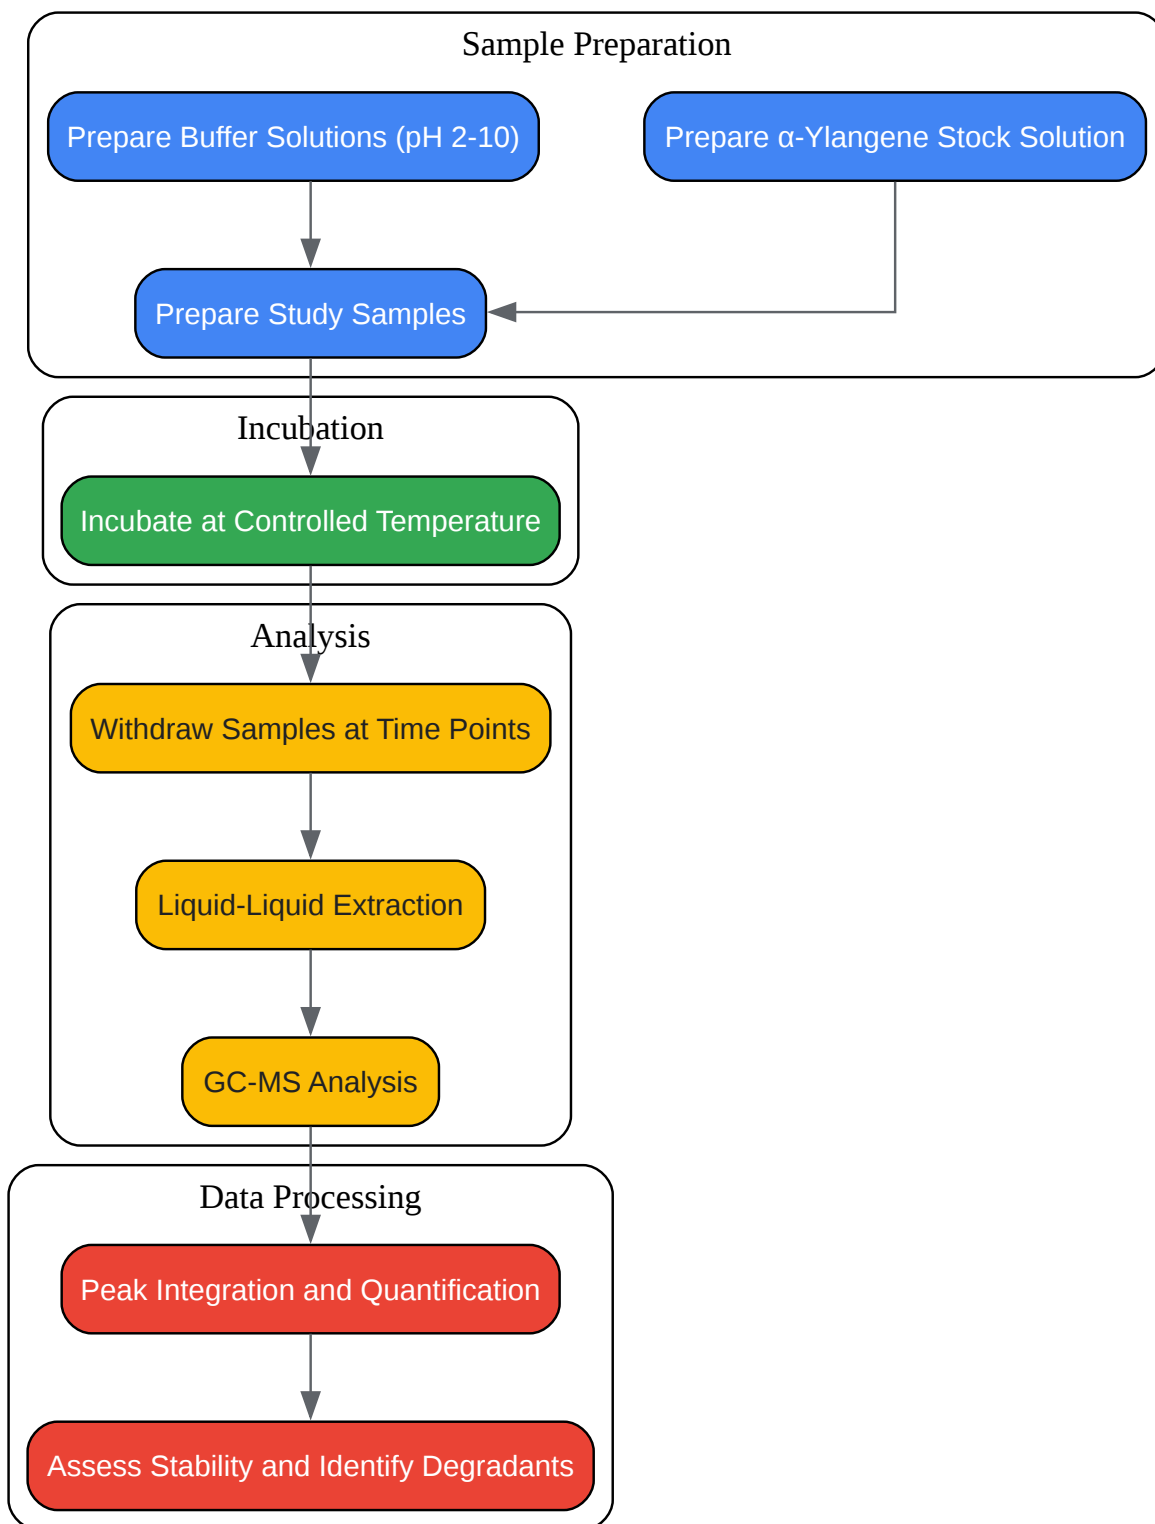 Sample Preparation
Prepare Buffer Solutions (pH 2-10)
Prepare α-Ylangene Stock Solution
Prepare Study Samples
Incubation
Incubate at Controlled Temperature
Analysis
Withdraw Samples at Time Points
Liquid-Liquid Extraction
GC-MS Analysis
Data Processing
Peak Integration and Quantification
Assess Stability and Identify Degradants